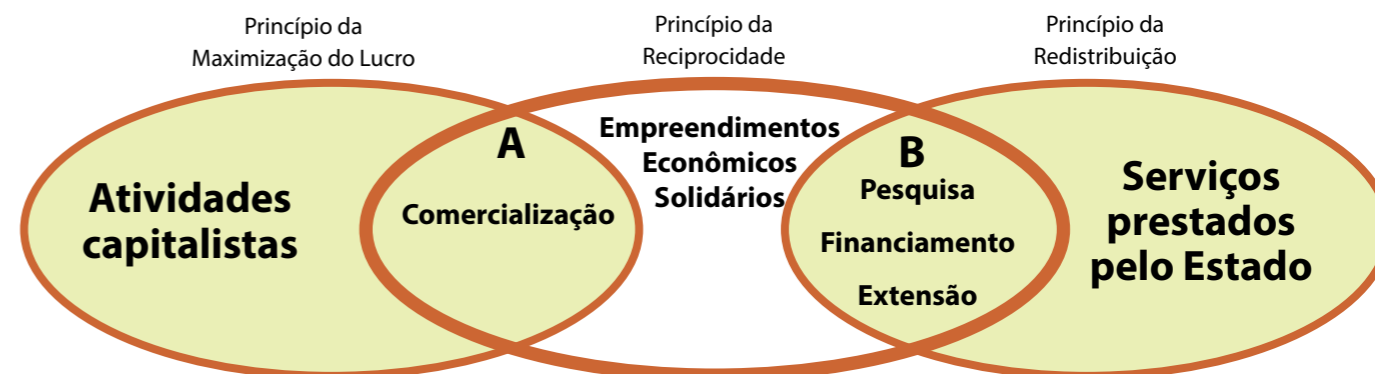 Princípio da
Maximização do Lucro
Princípio da
Reciprocidade
Princípio da
Redistribuição
Atividades
capitalistas
A
Comercialização
Empreendimentos
Econômicos
Solidários
B
Pesquisa
Financiamento
Extensão
Serviços
prestados
pelo Estado